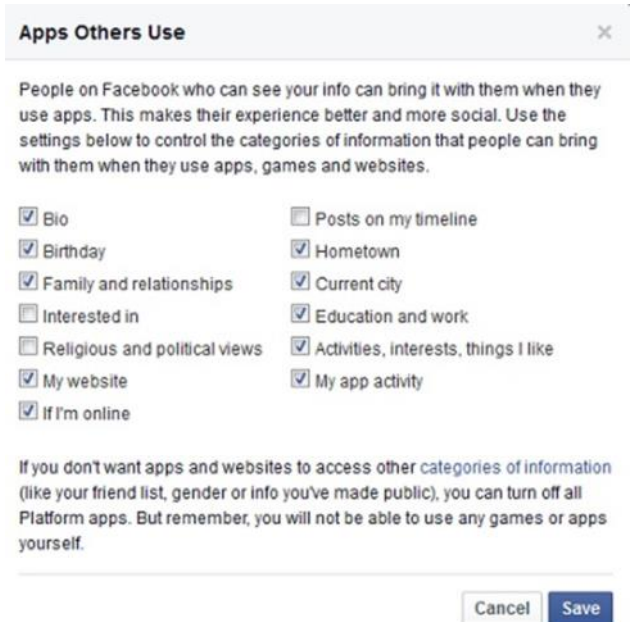 Apps Others Use
People on Facebook who can see your info can bring it with them when they
use apps. This makes their experience better and more social. Use the
settings below to control the categories of information that people can bring
with them when they use apps, games and websites.
Bio
Posts on my timeline
Birthday
Hometown
Family and relationships
Current city
Interested in
Education and work
Religious and political views
Activities, interests, things I like
My website
My app activity
If I'm online
If you don't want apps and websites to access other categories of information
(like your friend list, gender or info you've made public), you can turn off all
Platform apps. But remember, you will not be able to use any games or apps
yourself.
Cancel
Save